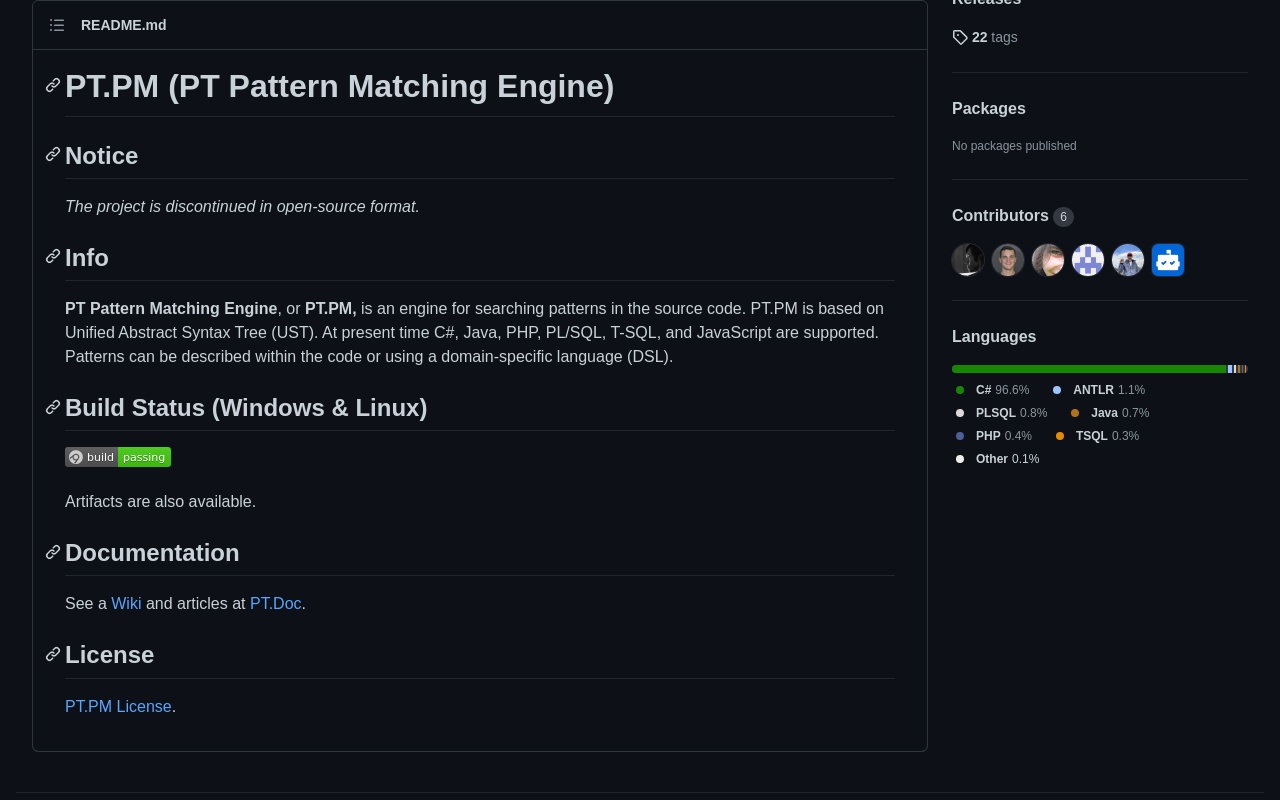 README.md
PT.PM (PT Pattern Matching Engine)
Notice
The project is discontinued in open-source format.
Info
PT Pattern Matching Engine, or PT.PM, is an engine for searching patterns in the source code. PT.PM is based on
Unified Abstract Syntax Tree (UST). At present time C#, Java, PHP, PL/SQL, T-SQL, and JavaScript are supported.
Patterns can be described within the code or using a domain-specific language (DSL).
Build Status (Windows & Linux)
build passing
Artifacts are also available.
Documentation
See a Wiki and articles at PT.Doc.
License
PT.PM License.
Releases
22 tags
Packages
No packages published
Contributors 6
Languages
C# 96.6% ANTLR 1.1%
PLSQL 0.8% Java 0.7%
PHP 0.4% TSQL 0.3%
Other 0.1%